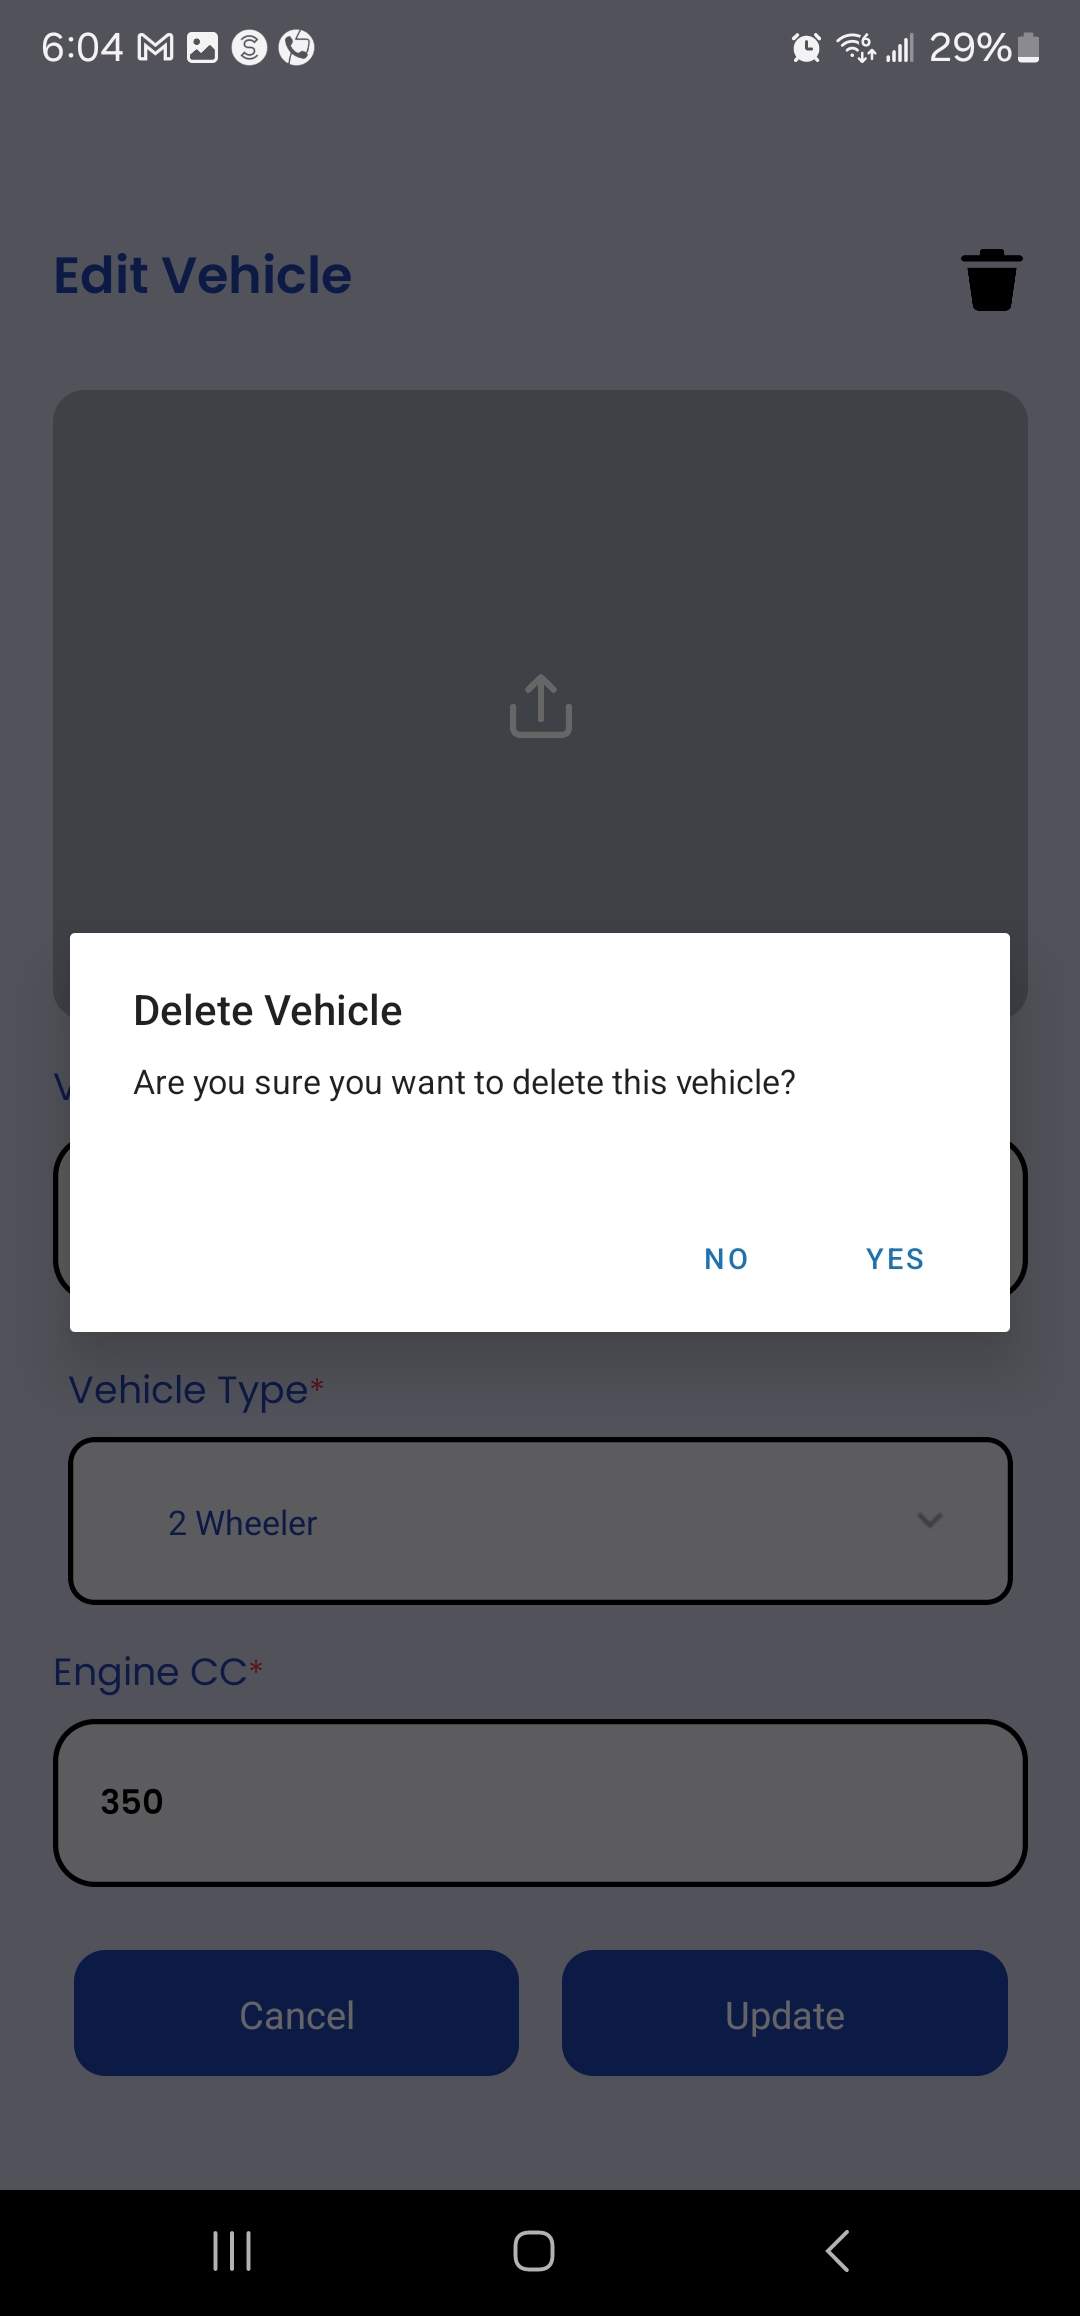 6:04
29%
Edit Vehicle
Delete Vehicle
Are you sure you want to delete this vehicle?
NO YES
Vehicle Type*
2 Wheeler
Engine CC*
350
Cancel Update